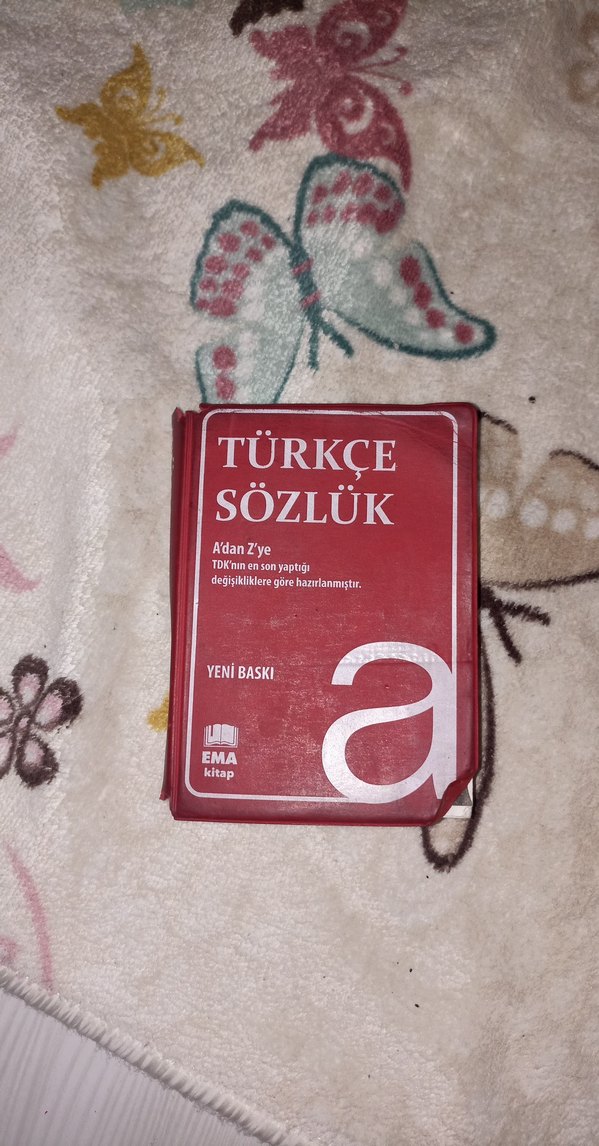 TÜRKÇE
SÖZLÜK
A'dan Z'ye
TDK'nın en son yaptığı
değişikliklere göre hazırlanmıştır.
YENİ BASKI
a
EMA
kitap